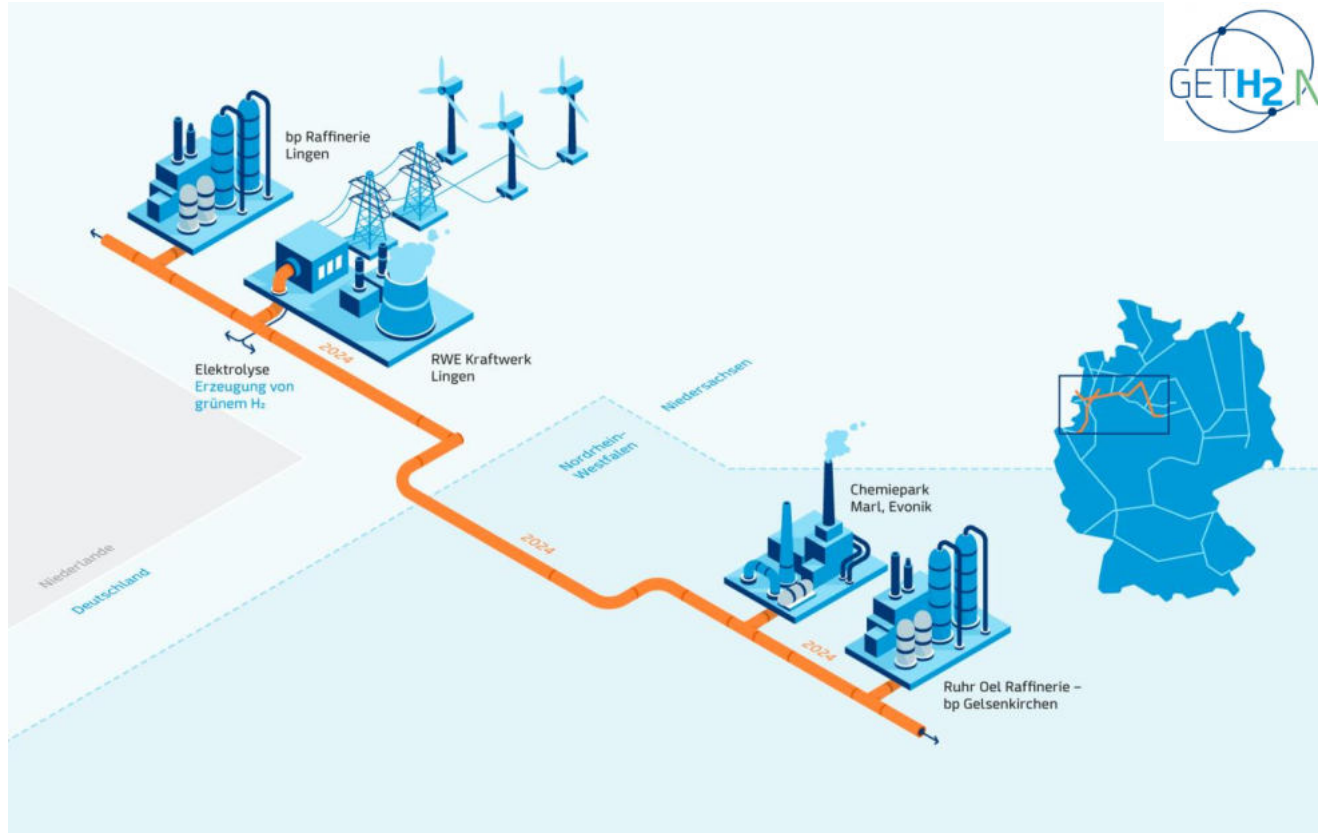 GETH2 N
bp Raffinerie
Lingen
2024
RWE Kraftwerk
Lingen
Elektrolyse
Erzeugung von
grünem H₂
Niedersachsen
Nordrhein-
Westfalen
Niederlande
Deutschland
2024
Chemiepark
Marl, Evonik
2024
Ruhr Oel Raffinerie –
bp Gelsenkirchen